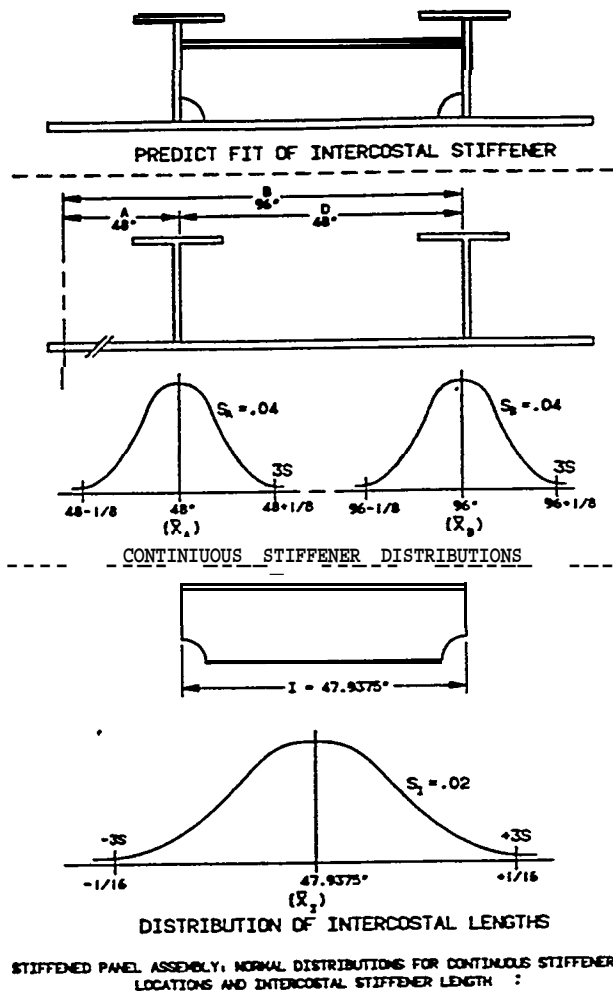 PREDICT FIT OF INTERCOSTAL STIFFENER
B
96"
A
48"
D
48"
S_A = .04
S_B = .04
3S
3S
48-1/8
48"
48+1/8
96-1/8
96"
96+1/8
(X̄_A)
(X̄_B)
CONTINIUOUS STIFFENER DISTRIBUTIONS
I = 47.9375"
S_I = .02
-3S
+3S
-1/16
47.9375"
+1/16
(X̄_I)
DISTRIBUTION OF INTERCOSTAL LENGTHS
STIFFENED PANEL ASSEMBLY: NORMAL DISTRIBUTIONS FOR CONTINUOUS STIFFENER
LOCATIONS AND INTERCOSTAL STIFFENER LENGTH :